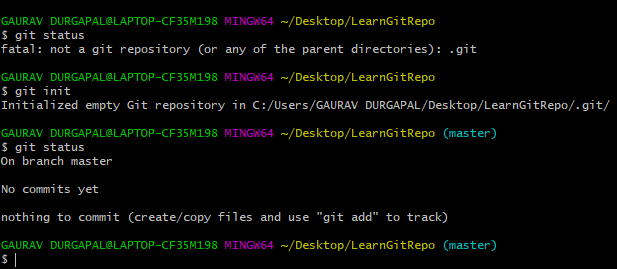 GAURAV DURGAPAL@LAPTOP-CF35M198 MINGW64 ~/Desktop/LearnGitRepo
$ git status
fatal: not a git repository (or any of the parent directories): .git
GAURAV DURGAPAL@LAPTOP-CF35M198 MINGW64 ~/Desktop/LearnGitRepo
$ git init
Initialized empty Git repository in C:/Users/GAURAV DURGAPAL/Desktop/LearnGitRepo/.git/
GAURAV DURGAPAL@LAPTOP-CF35M198 MINGW64 ~/Desktop/LearnGitRepo (master)
$ git status
On branch master
No commits yet
nothing to commit (create/copy files and use "git add" to track)
GAURAV DURGAPAL@LAPTOP-CF35M198 MINGW64 ~/Desktop/LearnGitRepo (master)
$